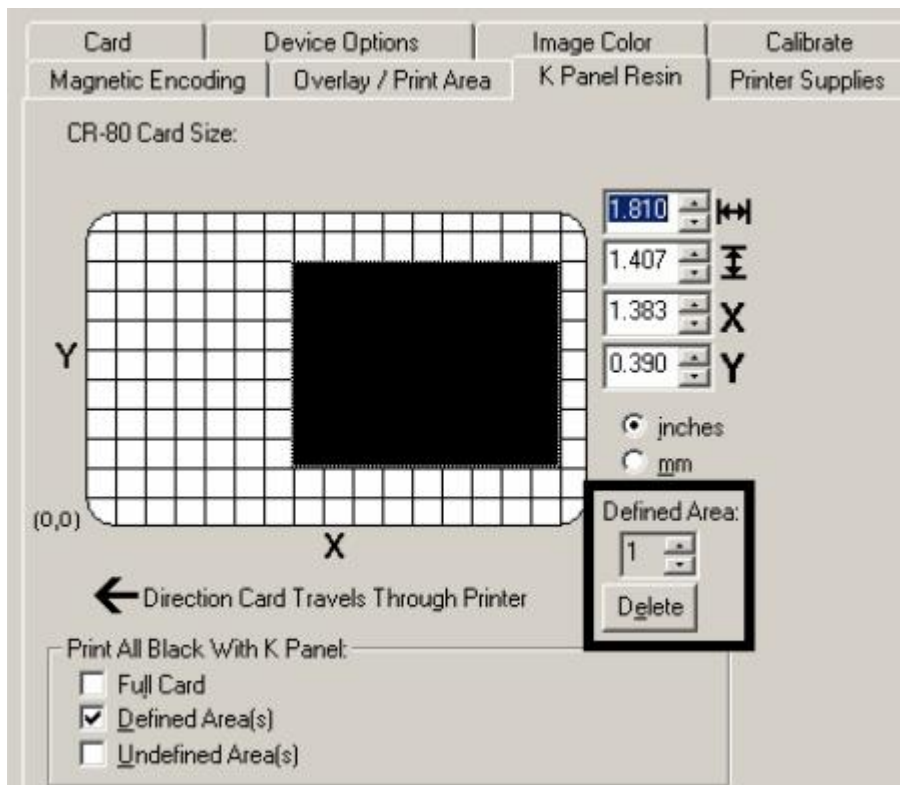 Card Device Options Image Color Calibrate
Magnetic Encoding Overlay / Print Area K Panel Resin Printer Supplies
CR-80 Card Size:
1.810
1.407
1.383 X
Y 0.390 Y
inches
mm
(0,0) Defined Area:
X 1
Direction Card Travels Through Printer Delete
Print All Black With K Panel:
Full Card
Defined Area(s)
Undefined Area(s)